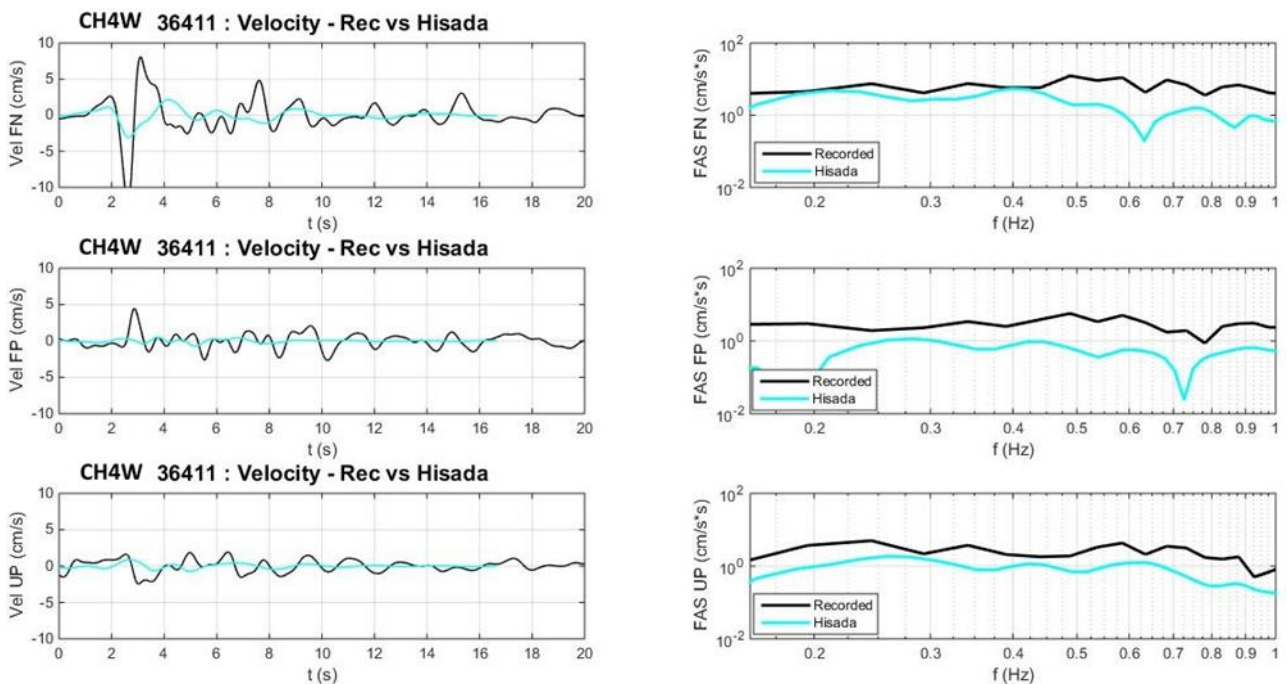 CH4W 36411 : Velocity - Rec vs Hisada
10
5
0
-5
-10
Vel FN (cm/s)
0 2 4 6 8 10 12 14 16 18 20
t (s)
10^2
10^0
10^-2
FAS FN (cm/s*s)
Recorded
Hisada
0.2 0.3 0.4 0.5 0.6 0.7 0.8 0.9 1
f (Hz)
CH4W 36411 : Velocity - Rec vs Hisada
10
5
0
-5
-10
Vel FP (cm/s)
0 2 4 6 8 10 12 14 16 18 20
t (s)
10^2
10^0
10^-2
FAS FP (cm/s*s)
Recorded
Hisada
0.2 0.3 0.4 0.5 0.6 0.7 0.8 0.9 1
f (Hz)
CH4W 36411 : Velocity - Rec vs Hisada
10
5
0
-5
-10
Vel UP (cm/s)
0 2 4 6 8 10 12 14 16 18 20
t (s)
10^2
10^0
10^-2
FAS UP (cm/s*s)
Recorded
Hisada
0.2 0.3 0.4 0.5 0.6 0.7 0.8 0.9 1
f (Hz)